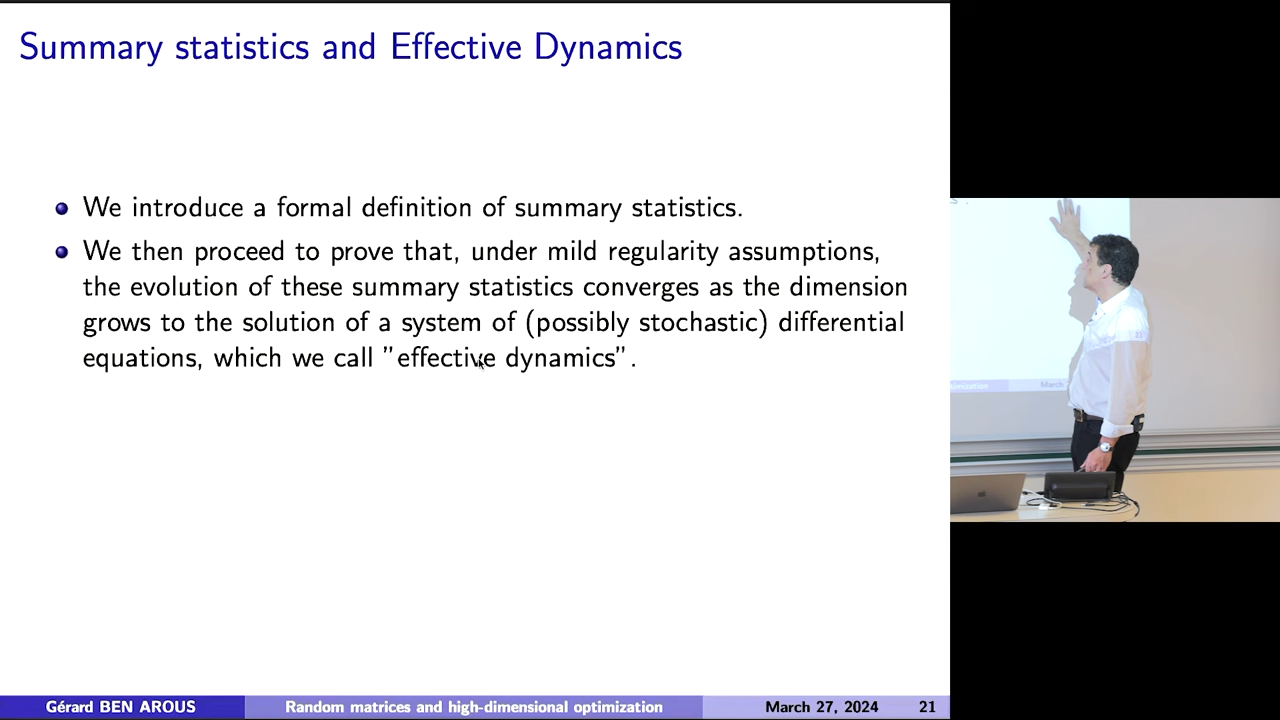 Summary statistics and Effective Dynamics
We introduce a formal definition of summary statistics.
We then proceed to prove that, under mild regularity assumptions,
the evolution of these summary statistics converges as the dimension
grows to the solution of a system of (possibly stochastic) differential
equations, which we call ”effective dynamics”.
Gérard BEN AROUS
Random matrices and high-dimensional optimization
March 27, 2024
21